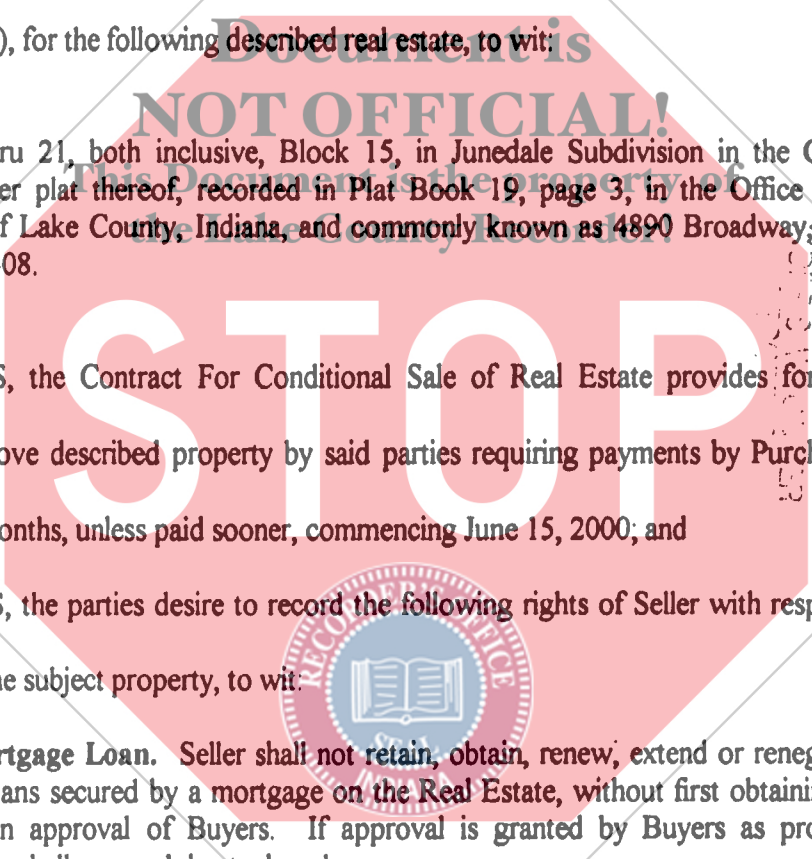 ), for the following described real estate, to wit:
Document is
NOT OFFICIAL!
ru 21, both inclusive, Block 15, in Junedale Subdivision in the
This Document is the property of
er plat thereof, recorded in Plat Book 19, page 3, in the Office
the Lake County Recorder!
f Lake County, Indiana, and commonly known as 4890 Broadway,
-08.
STOP
S, the Contract For Conditional Sale of Real Estate provides for
ove described property by said parties requiring payments by Purcl
onths, unless paid sooner, commencing June 15, 2000; and
S, the parties desire to record the following rights of Seller with resp
ne subject property, to wit:
RECORDER'S OFFICE
SEAL
INDIANA
rtgage Loan. Seller shall not retain, obtain, renew, extend or reneg
ans secured by a mortgage on the Real Estate, without first obtaini
n approval of Buyers. If approval is granted by Buyers as pro